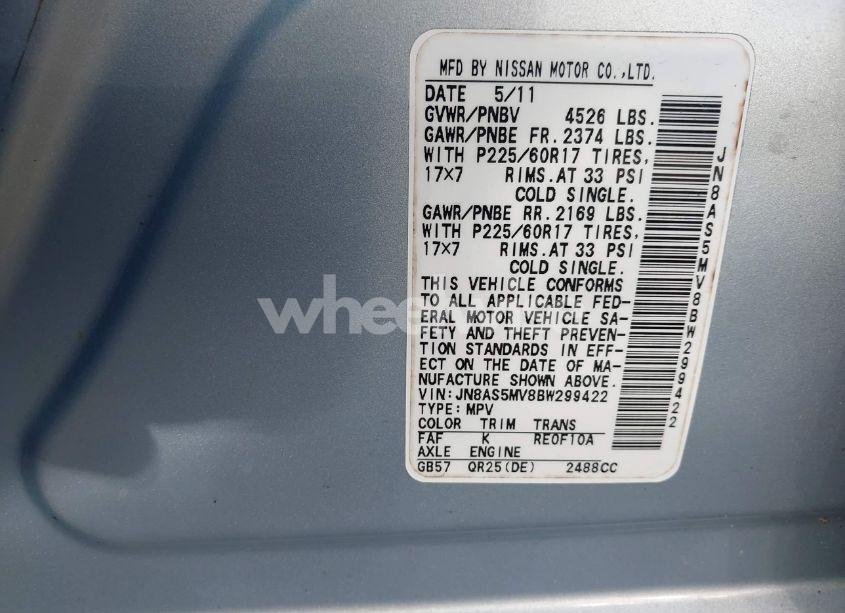 MFD BY NISSAN MOTOR CO.,LTD.
DATE 5/11
GVWR/PNBV 4526 LBS.
GAWR/PNBE FR. 2374 LBS.
WITH P225/60R17 TIRES,
17×7 RIMS.AT 33 PSI
COLD SINGLE.
GAWR/PNBE RR. 2169 LBS.
WITH P225/60R17 TIRES,
17×7 RIMS.AT 33 PSI
COLD SINGLE.
THIS VEHICLE CONFORMS
TO ALL APPLICABLE FED-
ERAL MOTOR VEHICLE SA-
FETY AND THEFT PREVEN-
TION STANDARDS IN EFF-
ECT ON THE DATE OF MA-
NUFACTURE SHOWN ABOVE.
VIN:JN8AS5MV8BW299422
TYPE:MPV
COLOR TRIM TRANS
FAF K RE0F10A
AXLE ENGINE
GB57 QR25(DE) 2488CC
JN8AS5MV8BW299422